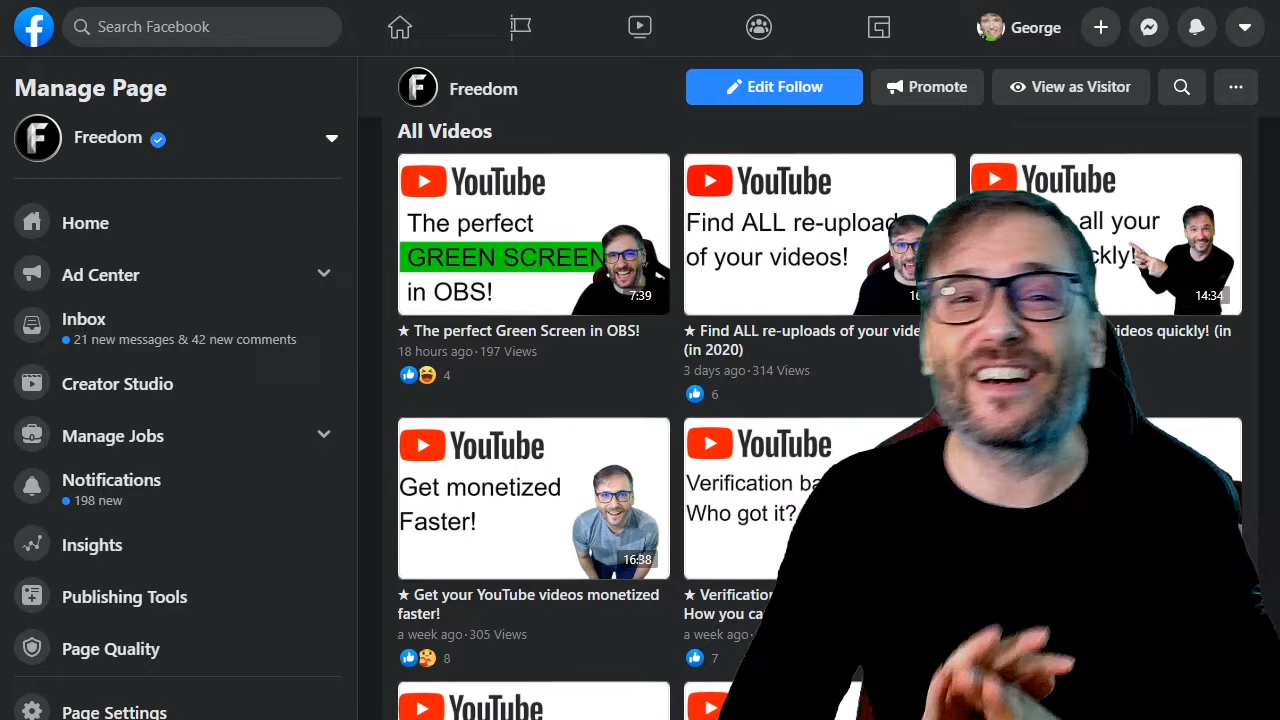 Search Facebook
George
Manage Page
Freedom
Home
Ad Center
Inbox
21 new messages & 42 new comments
Creator Studio
Manage Jobs
Notifications
198 new
Insights
Publishing Tools
Page Quality
Page Settings
Freedom
Edit Follow
Promote
View as Visitor
All Videos
YouTube
The perfect
GREEN SCREEN
in OBS!
7:39
★ The perfect Green Screen in OBS!
18 hours ago · 197 Views
4
YouTube
Find ALL re-upload
of your videos!
★ Find ALL re-uploads of your vide
(in 2020)
3 days ago · 314 Views
6
YouTube
all your
14:34
videos quickly! (in
YouTube
Get monetized
Faster!
16:38
★ Get your YouTube videos monetized
faster!
a week ago · 305 Views
8
YouTube
Verification ba
Who got it?
★ Verification
How you ca
a week ago ·
7
YouTube